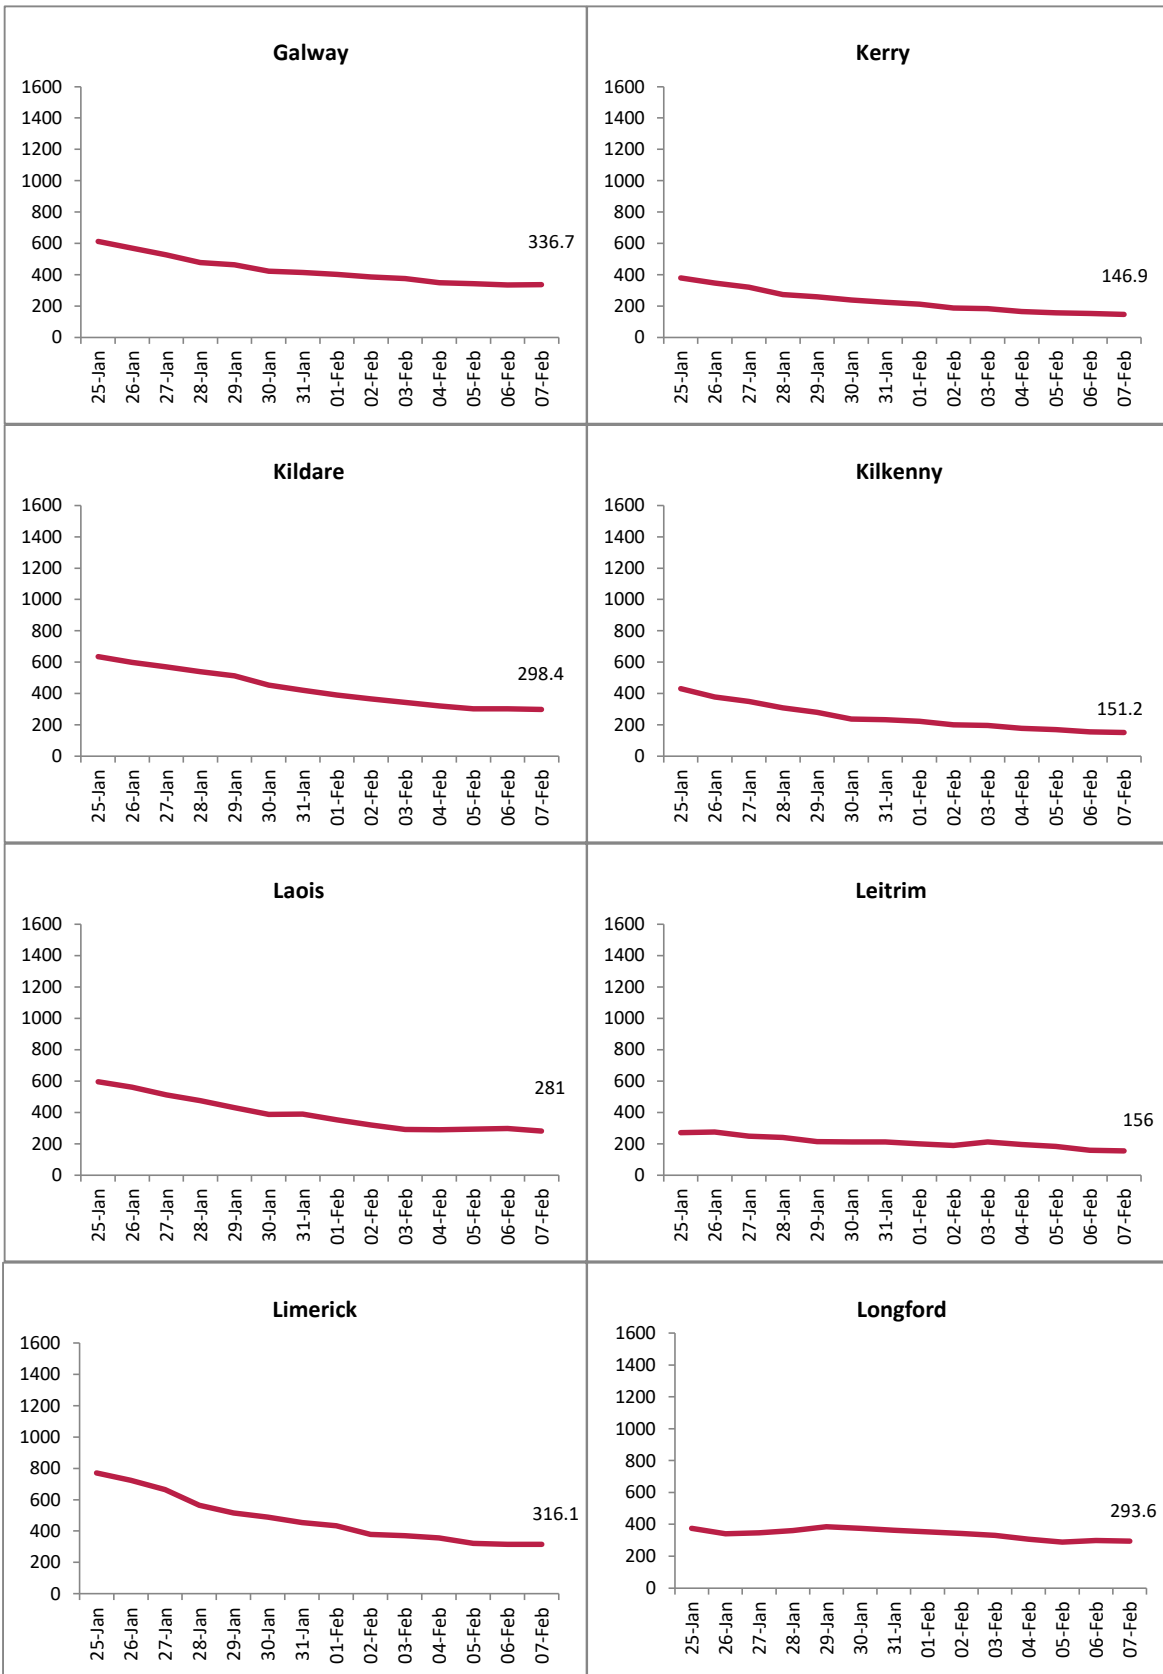 Galway
1600
1400
1200
1000
800
600
400
200
0
336.7
25-Jan
26-Jan
27-Jan
28-Jan
29-Jan
30-Jan
31-Jan
01-Feb
02-Feb
03-Feb
04-Feb
05-Feb
06-Feb
07-Feb
Kerry
1600
1400
1200
1000
800
600
400
200
0
146.9
25-Jan
26-Jan
27-Jan
28-Jan
29-Jan
30-Jan
31-Jan
01-Feb
02-Feb
03-Feb
04-Feb
05-Feb
06-Feb
07-Feb
Kildare
1600
1400
1200
1000
800
600
400
200
0
298.4
25-Jan
26-Jan
27-Jan
28-Jan
29-Jan
30-Jan
31-Jan
01-Feb
02-Feb
03-Feb
04-Feb
05-Feb
06-Feb
07-Feb
Kilkenny
1600
1400
1200
1000
800
600
400
200
0
151.2
25-Jan
26-Jan
27-Jan
28-Jan
29-Jan
30-Jan
31-Jan
01-Feb
02-Feb
03-Feb
04-Feb
05-Feb
06-Feb
07-Feb
Laois
1600
1400
1200
1000
800
600
400
200
0
281
25-Jan
26-Jan
27-Jan
28-Jan
29-Jan
30-Jan
31-Jan
01-Feb
02-Feb
03-Feb
04-Feb
05-Feb
06-Feb
07-Feb
Leitrim
1600
1400
1200
1000
800
600
400
200
0
156
25-Jan
26-Jan
27-Jan
28-Jan
29-Jan
30-Jan
31-Jan
01-Feb
02-Feb
03-Feb
04-Feb
05-Feb
06-Feb
07-Feb
Limerick
1600
1400
1200
1000
800
600
400
200
0
316.1
25-Jan
26-Jan
27-Jan
28-Jan
29-Jan
30-Jan
31-Jan
01-Feb
02-Feb
03-Feb
04-Feb
05-Feb
06-Feb
07-Feb
Longford
1600
1400
1200
1000
800
600
400
200
0
293.6
25-Jan
26-Jan
27-Jan
28-Jan
29-Jan
30-Jan
31-Jan
01-Feb
02-Feb
03-Feb
04-Feb
05-Feb
06-Feb
07-Feb